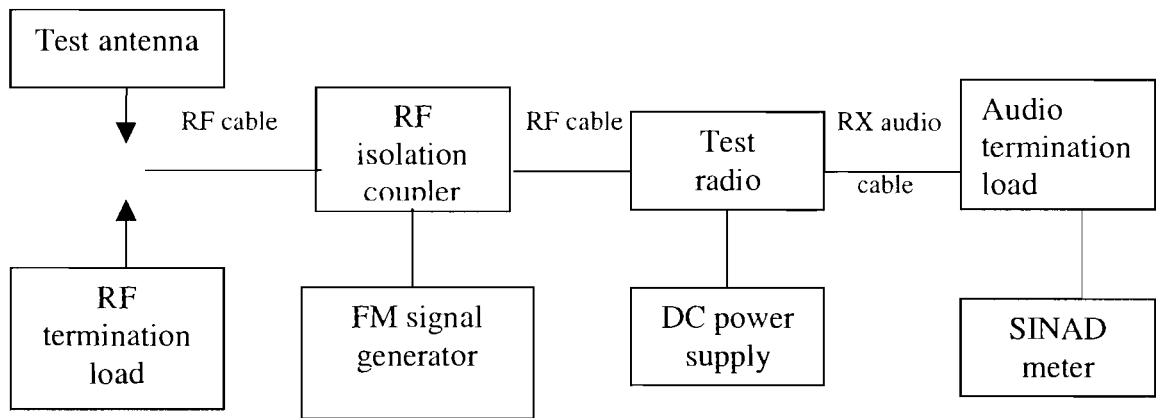 Test antenna
RF cable
RF
isolation
coupler
RF cable
Test
radio
RX audio
cable
Audio
termination
load
RF
termination
load
FM signal
generator
DC power
supply
SINAD
meter